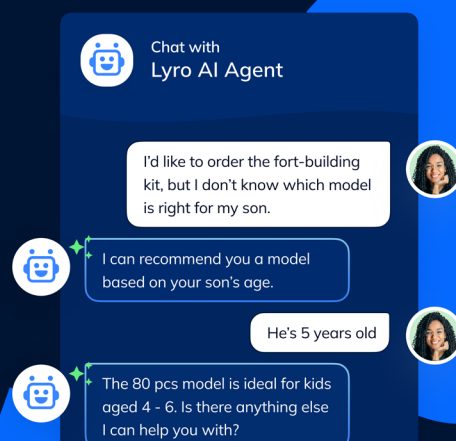 Chat with
Lyro AI Agent
I'd like to order the fort-building
kit, but I don't know which model
is right for my son.
I can recommend you a model
based on your son's age.
He's 5 years old
The 80 pcs model is ideal for kids
aged 4 - 6. Is there anything else
I can help you with?